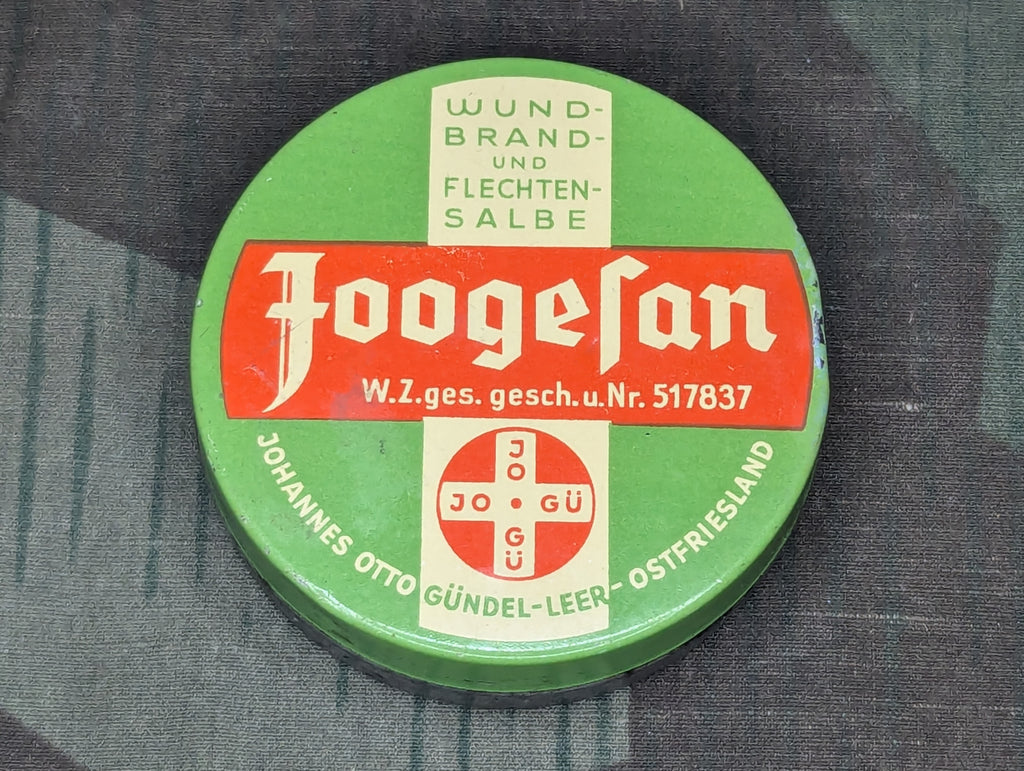 WUND-
BRAND-
UND
FLECHTEN-
SALBE
Joogeſan
W.Z.ges. gesch.u.Nr. 517837
JO
JO • GÜ
GÜ
JOHANNES OTTO GÜNDEL-LEER-OSTFRIESLAND